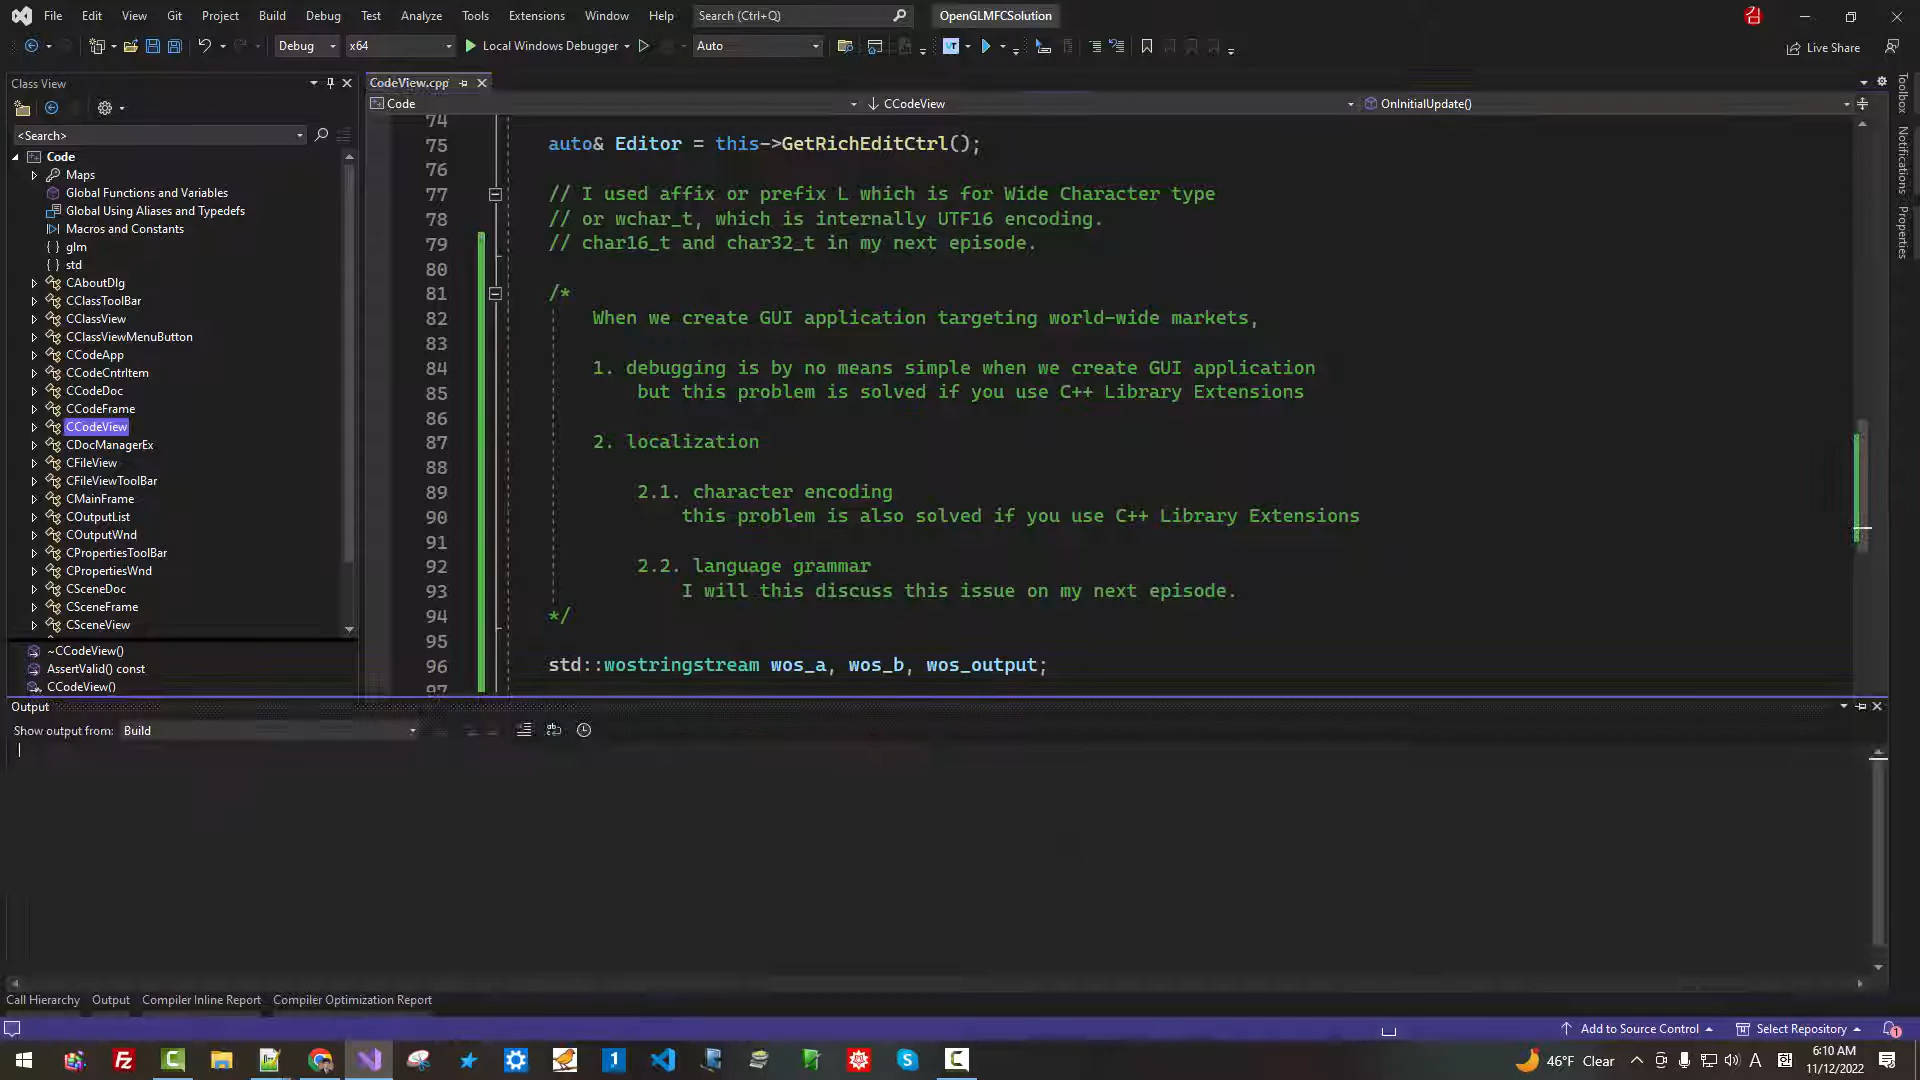 File Edit View Git Project Build Debug Test Analyze Tools Extensions Window Help Search (Ctrl+Q) OpenGLMFCSolution
Debug x64 Local Windows Debugger Auto Live Share
Class View
CodeView.cpp
Code CCodeView OnInitialUpdate()
<Search>
Code
Maps
Global Functions and Variables
Global Using Aliases and Typedefs
Macros and Constants
{ } glm
{ } std
CAboutDlg
CClassToolBar
CClassView
CClassViewMenuButton
CCodeApp
CCodeCntrItem
CCodeDoc
CCodeFrame
CCodeView
CDocManagerEx
CFileView
CFileViewToolBar
CMainFrame
COutputList
COutputWnd
CPropertiesToolBar
CPropertiesWnd
CSceneDoc
CSceneFrame
CSceneView
~CCodeView()
AssertValid() const
CCodeView()
74
75 auto& Editor = this->GetRichEditCtrl();
76
77 // I used affix or prefix L which is for Wide Character type
78 // or wchar_t, which is internally UTF16 encoding.
79 // char16_t and char32_t in my next episode.
80
81 /*
82 When we create GUI application targeting world-wide markets,
83
84 1. debugging is by no means simple when we create GUI application
85 but this problem is solved if you use C++ Library Extensions
86
87 2. localization
88
89 2.1. character encoding
90 this problem is also solved if you use C++ Library Extensions
91
92 2.2. language grammar
93 I will this discuss this issue on my next episode.
94 */
95
96 std::wostringstream wos_a, wos_b, wos_output;
97
Toolbox
Notifications
Properties
Output
Show output from: Build
Call Hierarchy Output Compiler Inline Report Compiler Optimization Report
Add to Source Control Select Repository 1
46°F Clear A 6:10 AM
11/12/2022